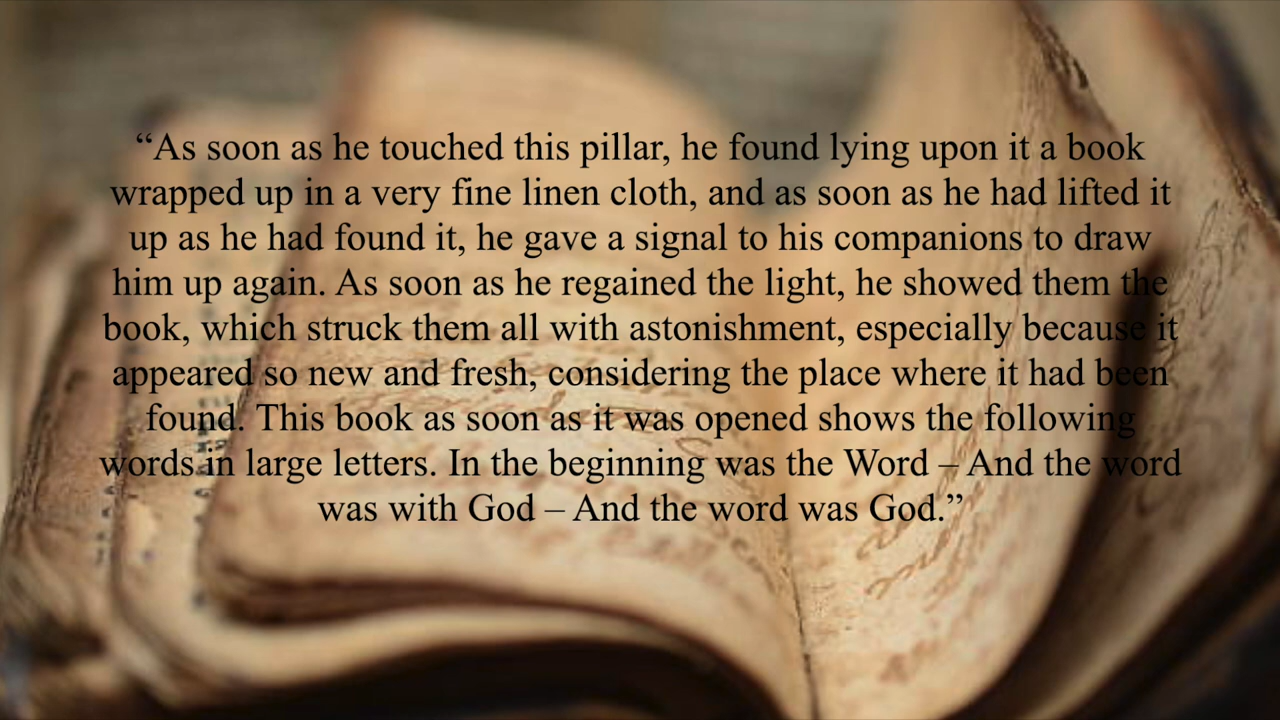 “As soon as he touched this pillar, he found lying upon it a book
wrapped up in a very fine linen cloth, and as soon as he had lifted it
up as he had found it, he gave a signal to his companions to draw
him up again. As soon as he regained the light, he showed them the
book, which struck them all with astonishment, especially because it
appeared so new and fresh, considering the place where it had been
found. This book as soon as it was opened shows the following
words in large letters. In the beginning was the Word – And the word
was with God – And the word was God.”